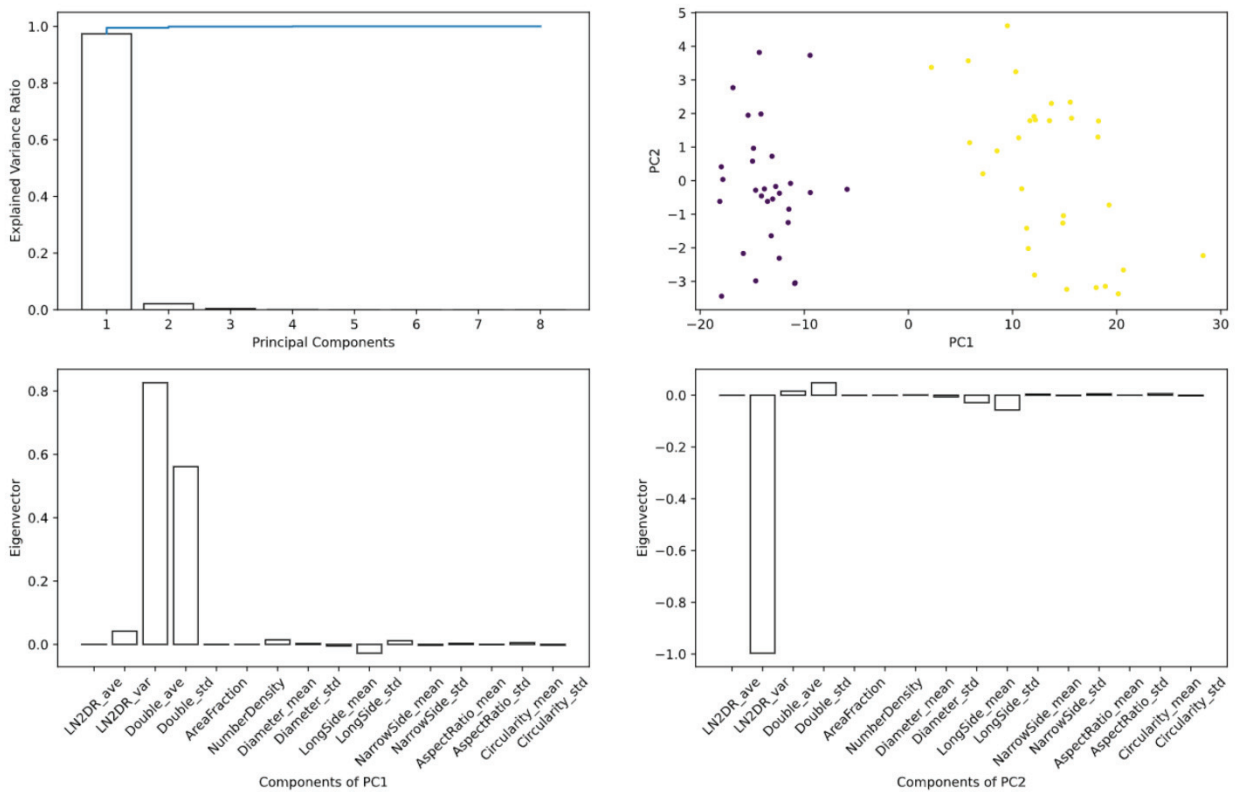 1.0
0.8
0.6
0.4
0.2
0.0
Explained Variance Ratio
1 2 3 4 5 6 7 8
Principal Components
5
4
3
2
1
0
−1
−2
−3
PC2
−20 −10 0 10 20 30
PC1
0.8
0.6
0.4
0.2
0.0
Eigenvector
LN2DR_ave
LN2DR_var
Double_ave
Double_std
AreaFraction
NumberDensity
Diameter_mean
Diameter_std
LongSide_mean
LongSide_std
NarrowSide_mean
NarrowSide_std
AspectRatio_mean
AspectRatio_std
Circularity_mean
Circularity_std
Components of PC1
0.0
−0.2
−0.4
−0.6
−0.8
−1.0
Eigenvector
LN2DR_ave
LN2DR_var
Double_ave
Double_std
AreaFraction
NumberDensity
Diameter_mean
Diameter_std
LongSide_mean
LongSide_std
NarrowSide_mean
NarrowSide_std
AspectRatio_mean
AspectRatio_std
Circularity_mean
Circularity_std
Components of PC2